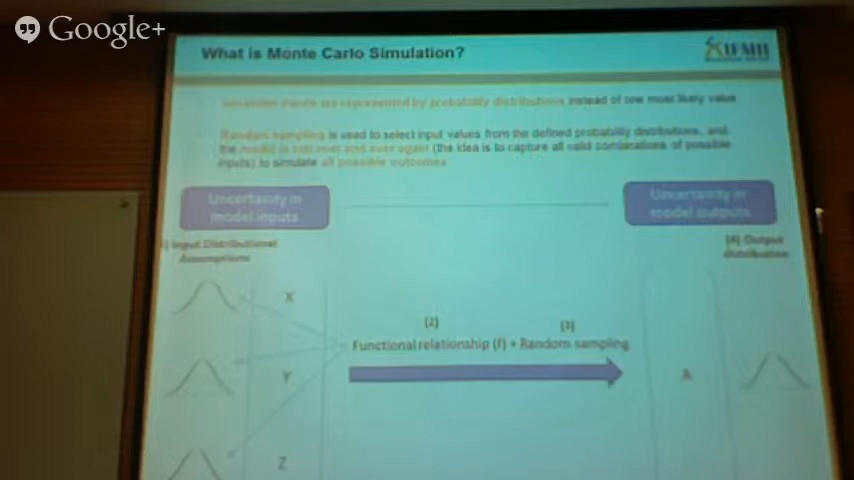 Google+
What is Monte Carlo Simulation?
Uncertain inputs are represented by probability distributions instead of one most likely value
Random sampling is used to select input values from the defined probability distributions, and
the model is run over and over again (the idea is to capture all valid combinations of possible
inputs) to simulate all possible outcomes
Uncertainty in
model inputs
Uncertainty in
model outputs
Input Distributional
Assumptions
(4) Output
distribution
X
(2) (3)
Functional relationship (f) + Random sampling
Y
A
Z